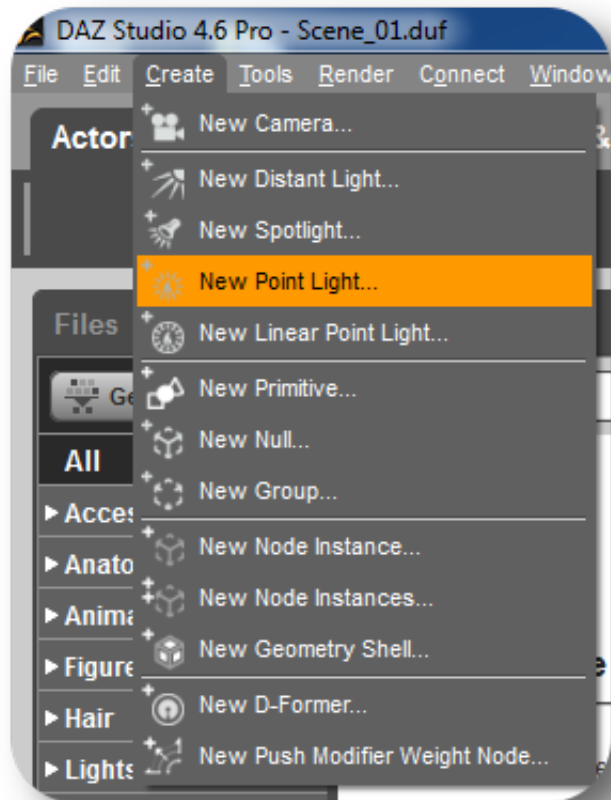 DAZ Studio 4.6 Pro - Scene_01.duf
File Edit Create Tools Render Connect Window
New Camera...
Actor
&
New Distant Light...
New Spotlight...
New Point Light...
Files
New Linear Point Light...
Ge
New Primitive...
New Null...
All
New Group...
Acces
New Node Instance...
Anato
New Node Instances...
Anima
New Geometry Shell...
Figure
New D-Former...
Hair
New Push Modifier Weight Node...
Lights